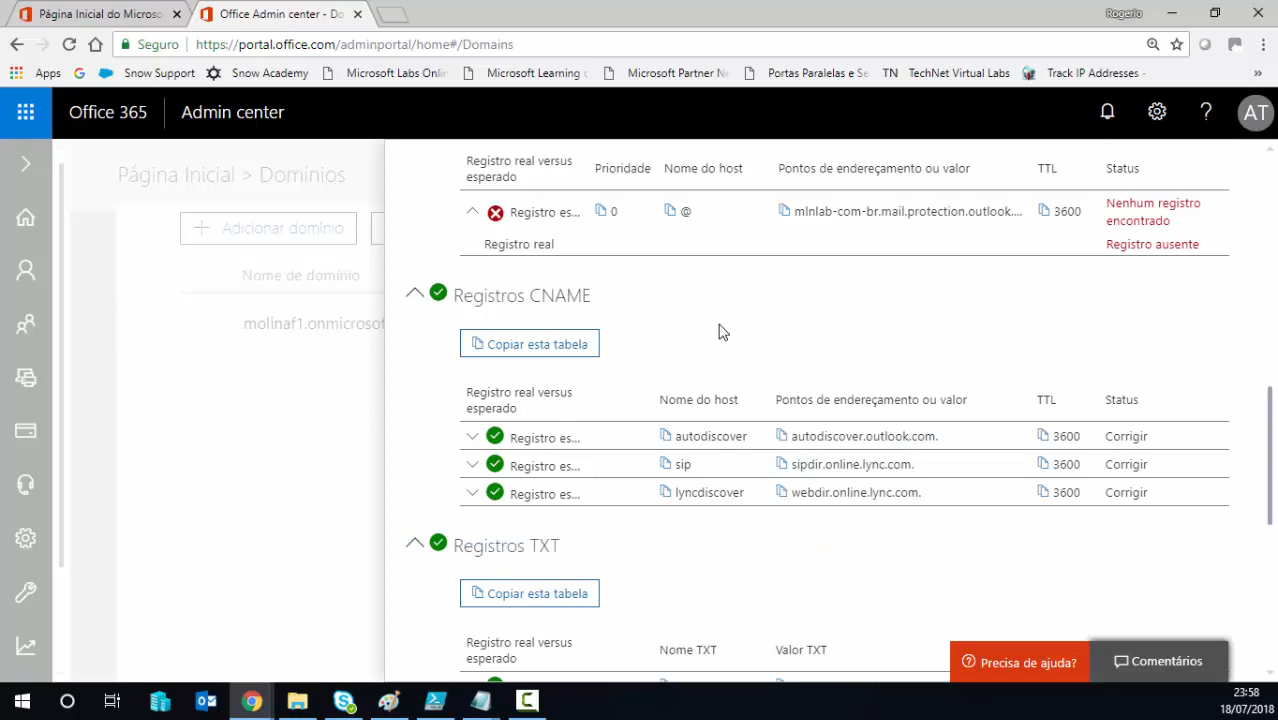 Página Inicial do Microso
Office Admin center - Do
Rogerio
Seguro
https://portal.office.com/adminportal/home#/Domains
Apps
Snow Support
Snow Academy
Microsoft Labs Onli
Microsoft Learning
Microsoft Partner N
Portas Paralelas e Se
TN TechNet Virtual Labs
Track IP Addresses -
»
Office 365
Admin center
AT
Página Inicial > Domínios
Adicionar domínio
Nome de domínio
molinaf1.onmicrosof
Registro real versus
esperado
Prioridade
Nome do host
Pontos de endereçamento ou valor
TTL
Status
Registro es...
0
@
mlnlab-com-br.mail.protection.outlook....
3600
Nenhum registro
encontrado
Registro real
Registro ausente
Registros CNAME
Copiar esta tabela
Registro real versus
esperado
Nome do host
Pontos de endereçamento ou valor
TTL
Status
Registro es...
autodiscover
autodiscover.outlook.com.
3600
Corrigir
Registro es...
sip
sipdir.online.lync.com.
3600
Corrigir
Registro es...
lyncdiscover
webdir.online.lync.com.
3600
Corrigir
Registros TXT
Copiar esta tabela
Registro real versus
esperado
Nome TXT
Valor TXT
Precisa de ajuda?
Comentários
23:58
18/07/2018